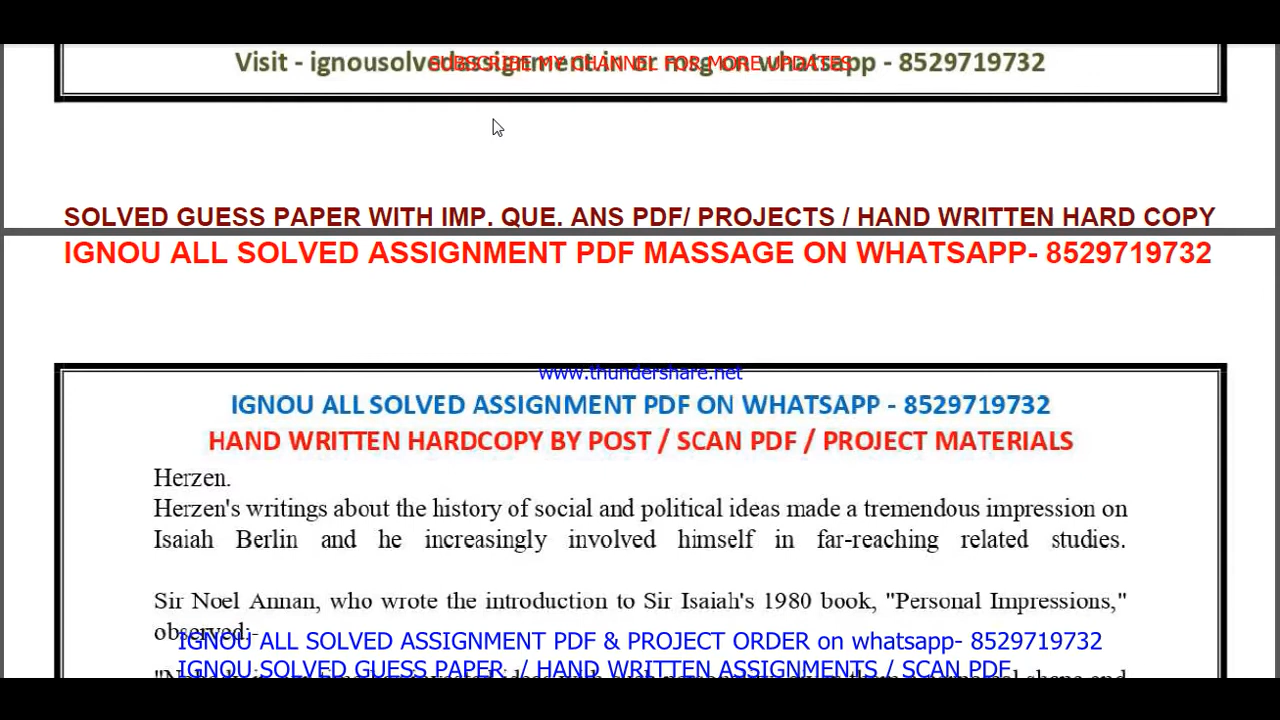 Visit - ignousolvedassignment.in or msg on whatsapp - 8529719732
SUBSCRIBE MY CHANNEL FOR MORE UPDATES
SOLVED GUESS PAPER WITH IMP. QUE. ANS PDF/ PROJECTS / HAND WRITTEN HARD COPY
IGNOU ALL SOLVED ASSIGNMENT PDF MASSAGE ON WHATSAPP- 8529719732
www.thundershare.net
IGNOU ALL SOLVED ASSIGNMENT PDF ON WHATSAPP - 8529719732
HAND WRITTEN HARDCOPY BY POST / SCAN PDF / PROJECT MATERIALS
Herzen.
Herzen's writings about the history of social and political ideas made a tremendous impression on
Isaiah Berlin and he increasingly involved himself in far-reaching related studies.
Sir Noel Annan, who wrote the introduction to Sir Isaiah's 1980 book, "Personal Impressions,"
observed:-
IGNOU ALL SOLVED ASSIGNMENT PDF & PROJECT ORDER on whatsapp- 8529719732
IGNOU SOLVED GUESS PAPER / HAND WRITTEN ASSIGNMENTS / SCAN PDF